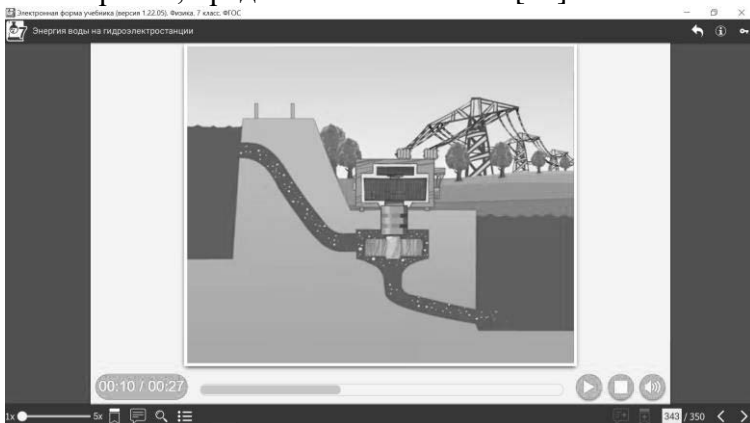 Электронная форма учебника (версия 1.22.05). Физика. 7 класс. ФГОС
Энергия воды на гидроэлектростанции
00:10 / 00:27
1x 5x 343 / 350